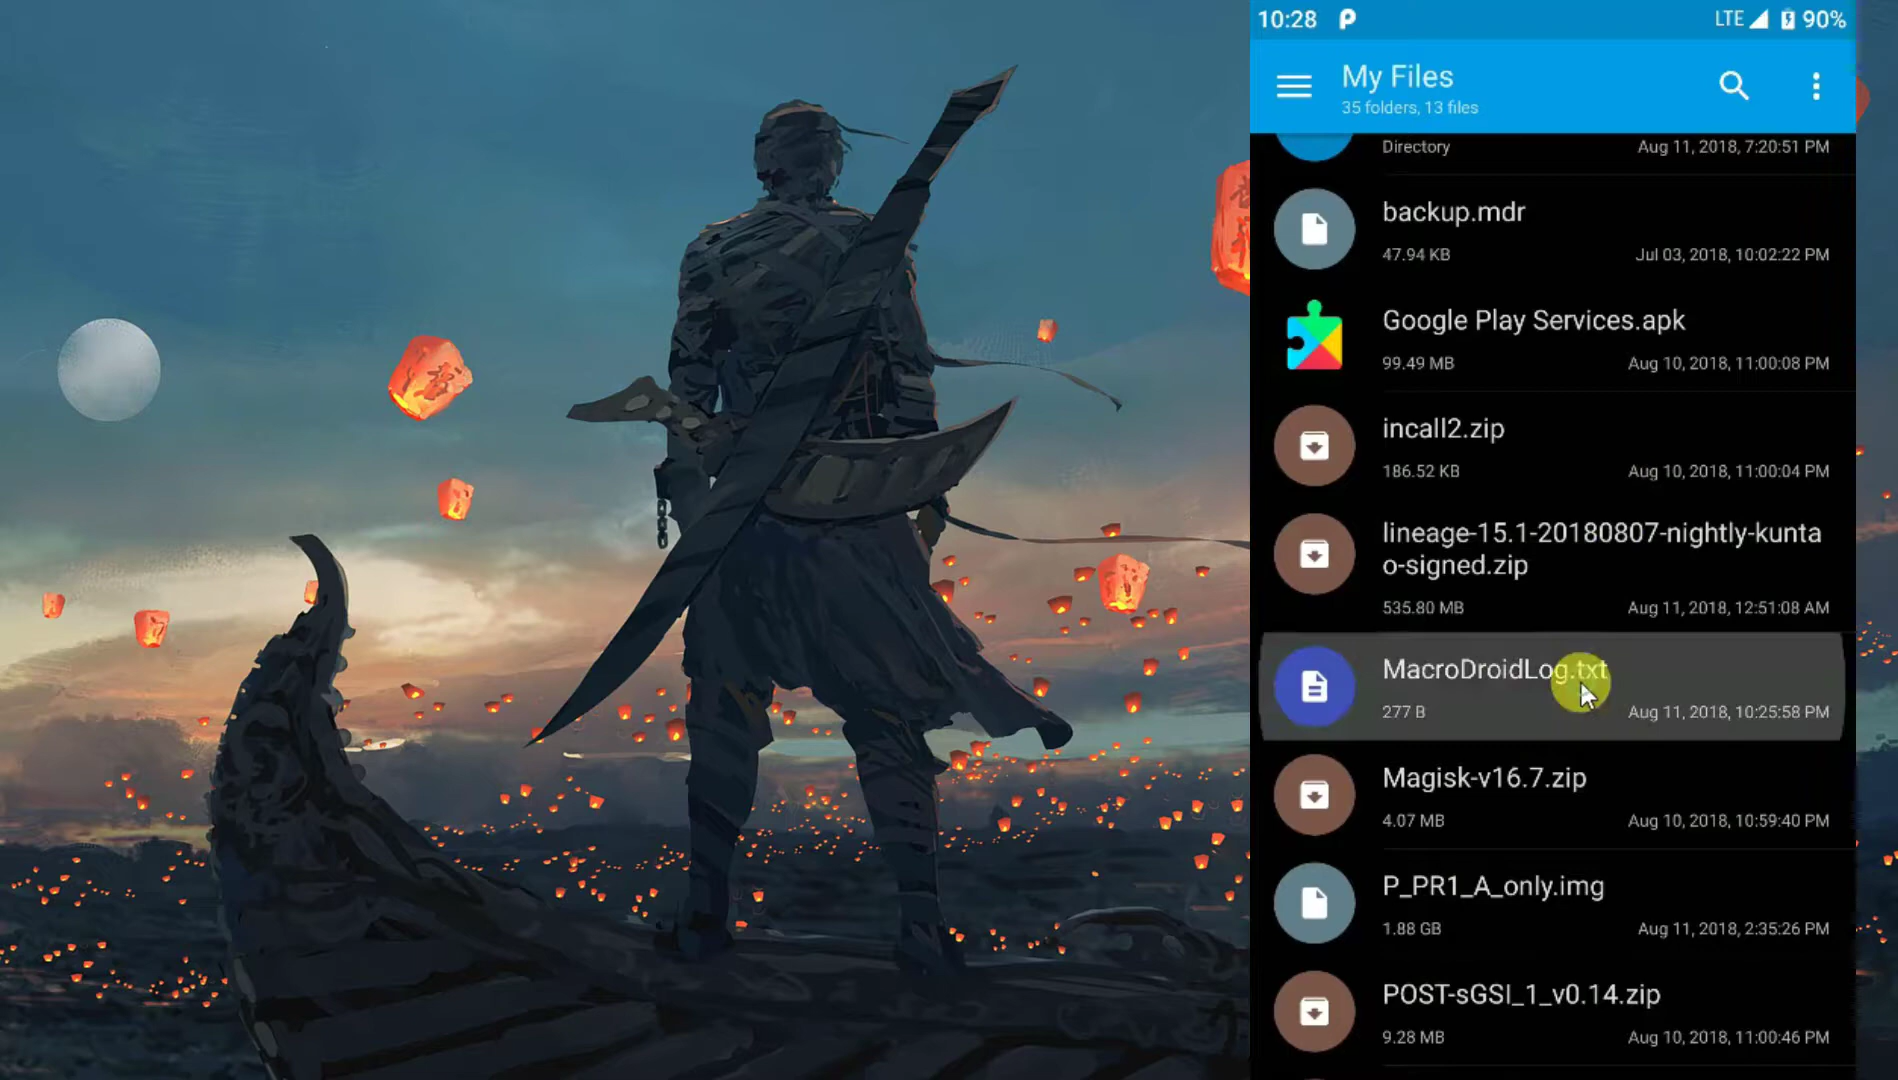 10:28
LTE 90%
My Files
35 folders, 13 files
Directory
Aug 11, 2018, 7:20:51 PM
backup.mdr
47.94 KB
Jul 03, 2018, 10:02:22 PM
Google Play Services.apk
99.49 MB
Aug 10, 2018, 11:00:08 PM
incall2.zip
186.52 KB
Aug 10, 2018, 11:00:04 PM
lineage-15.1-20180807-nightly-kunta
o-signed.zip
535.80 MB
Aug 11, 2018, 12:51:08 AM
MacroDroidLog.txt
277 B
Aug 11, 2018, 10:25:58 PM
Magisk-v16.7.zip
4.07 MB
Aug 10, 2018, 10:59:40 PM
P_PR1_A_only.img
1.88 GB
Aug 11, 2018, 2:35:26 PM
POST-sGSI_1_v0.14.zip
9.28 MB
Aug 10, 2018, 11:00:46 PM